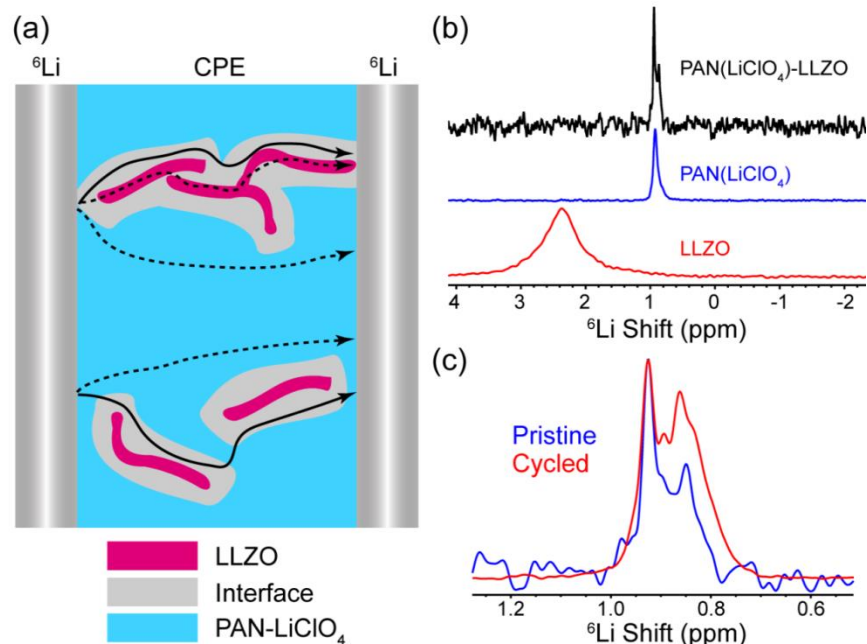 (a)
⁶Li CPE ⁶Li
LLZO
Interface
PAN-LiClO₄
(b)
PAN(LiClO₄)-LLZO
PAN(LiClO₄)
LLZO
4 3 2 1 0 -1 -2
⁶Li Shift (ppm)
(c)
Pristine
Cycled
1.2 1.0 0.8 0.6
⁶Li Shift (ppm)